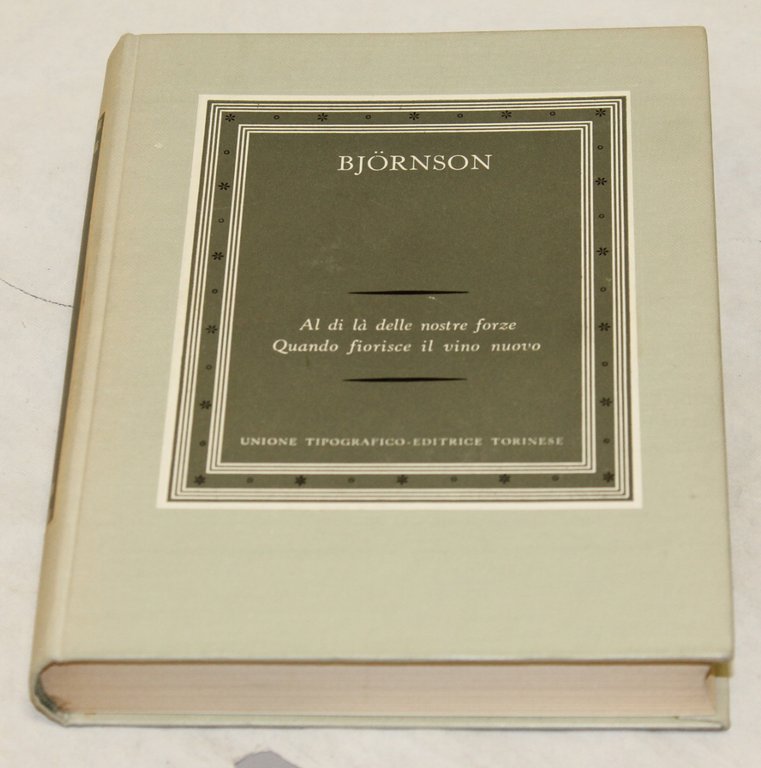 BJÖRNSON
Al di là delle nostre forze
Quando fiorisce il vino nuovo
UNIONE TIPOGRAFICO-EDITRICE TORINESE